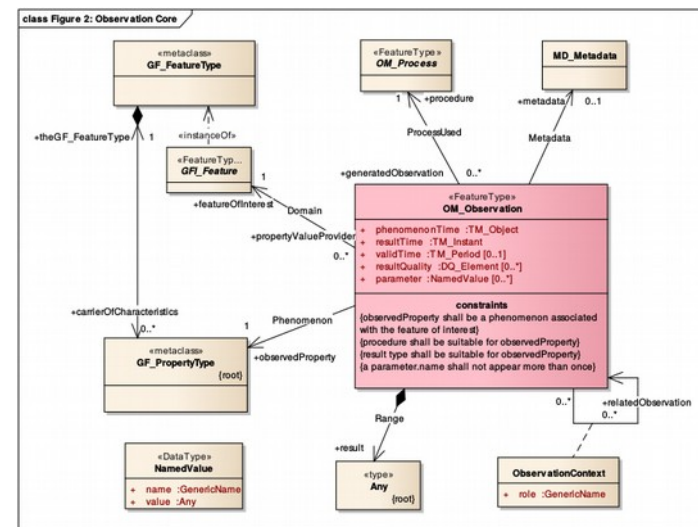 class Figure 2: Observation Core
«metaclass»
GF_FeatureType
«FeatureType»
OM_Process
MD_Metadata
+theGF_FeatureType
1
«instanceOf»
1
+procedure
+metadata
0..1
ProcessUsed
Metadata
«FeatureTyp...
GFI_Feature
1
+generatedObservation
0..*
+featureOfInterest
Domain
+propertyValueProvider
0..*
«FeatureType»
OM_Observation
+ phenomenonTime :TM_Object
+ resultTime :TM_Instant
+ validTime :TM_Period [0..1]
+ resultQuality :DQ_Element [0..*]
+ parameter :NamedValue [0..*]
constraints
{observedProperty shall be a phenomenon associated
with the feature of interest}
{procedure shall be suitable for observedProperty}
{result type shall be suitable for observedProperty}
{a parameter.name shall not appear more than once}
+carrierOfCharacteristics
0..*
1
Phenomenon
+observedProperty
«metaclass»
GF_PropertyType
{root}
0..*
+relatedObservation
0..*
Range
+result
«DataType»
NamedValue
+ name :GenericName
+ value :Any
«type»
Any
{root}
ObservationContext
+ role :GenericName